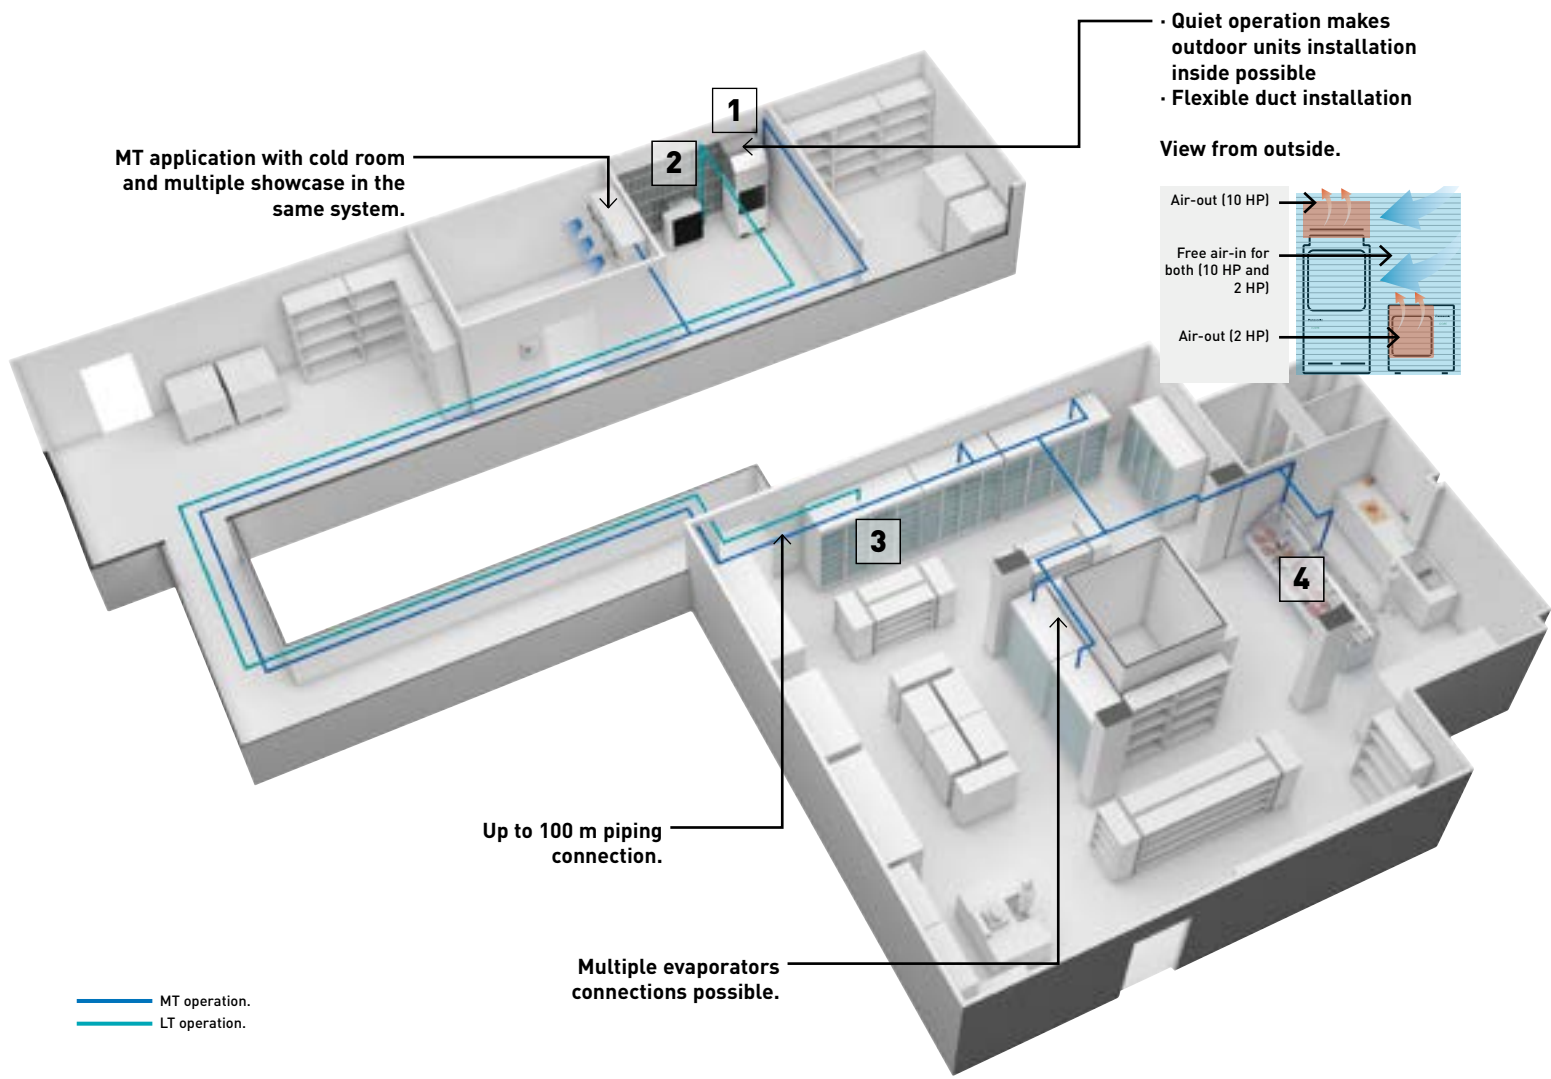 · Quiet operation makes
outdoor units installation
inside possible
· Flexible duct installation
View from outside.
Air-out (10 HP)
Free air-in for
both (10 HP and
2 HP)
Air-out (2 HP)
1
2
MT application with cold room
and multiple showcase in the
same system.
3
4
Up to 100 m piping
connection.
Multiple evaporators
connections possible.
MT operation.
LT operation.